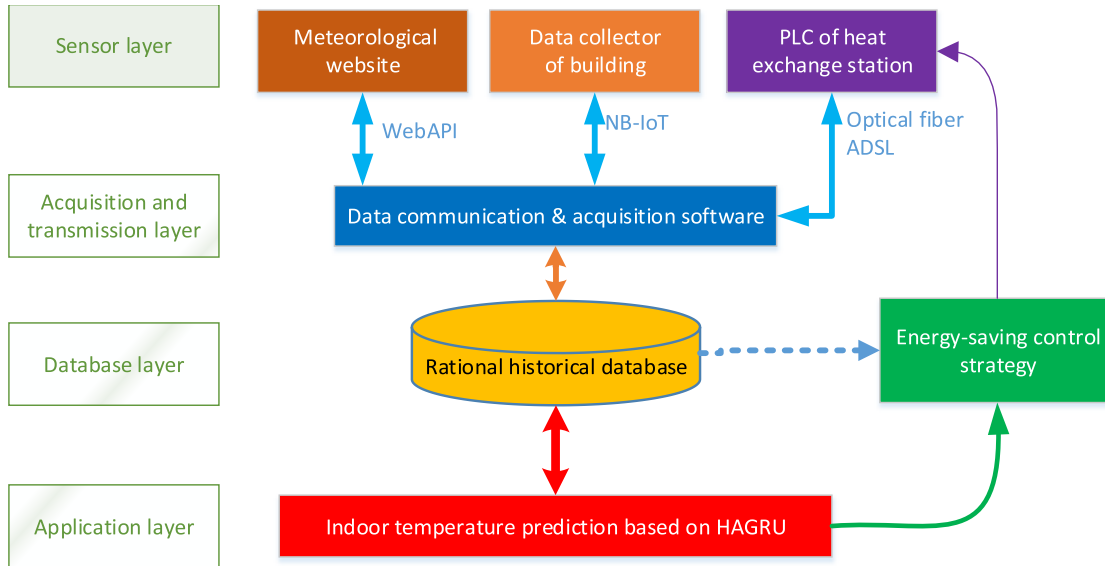 Sensor layer
Meteorological
website
Data collector
of building
PLC of heat
exchange station
WebAPI
NB-IoT
Optical fiber
ADSL
Acquisition and
transmission layer
Data communication & acquisition software
Database layer
Rational historical database
Energy-saving control
strategy
Application layer
Indoor temperature prediction based on HAGRU